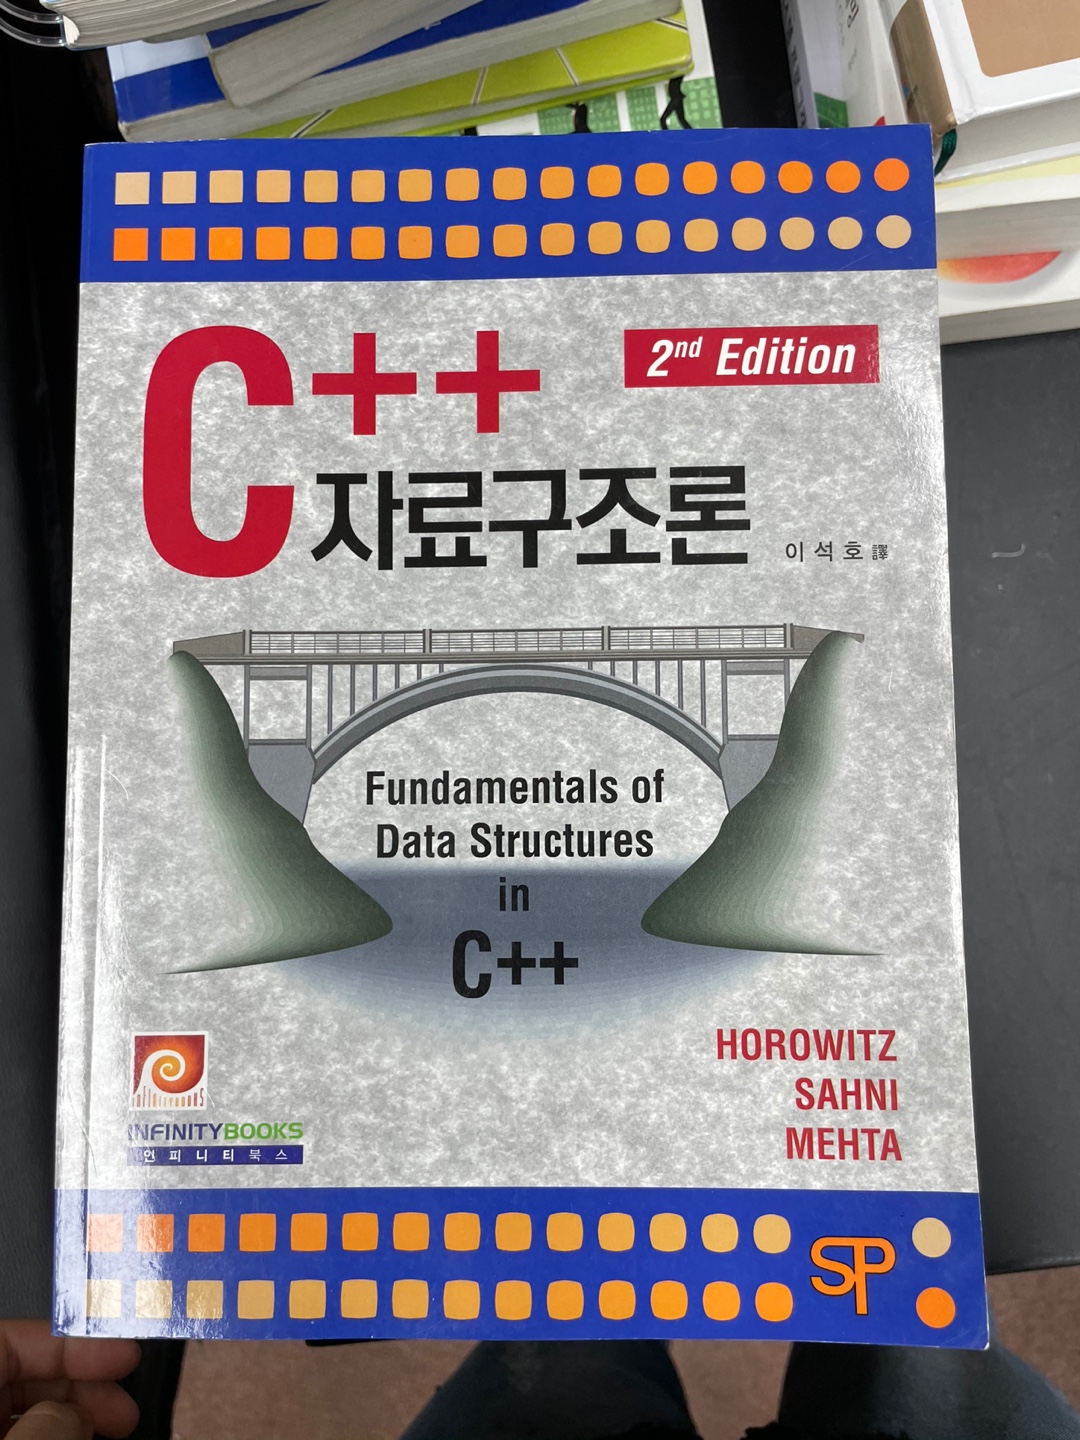 C++
2nd Edition
자료구조론
이석호 譯
Fundamentals of
Data Structures
in
C++
HOROWITZ
SAHNI
MEHTA
INFINITYBOOKS
INFINITYBOOKS
인피니티북스
SP